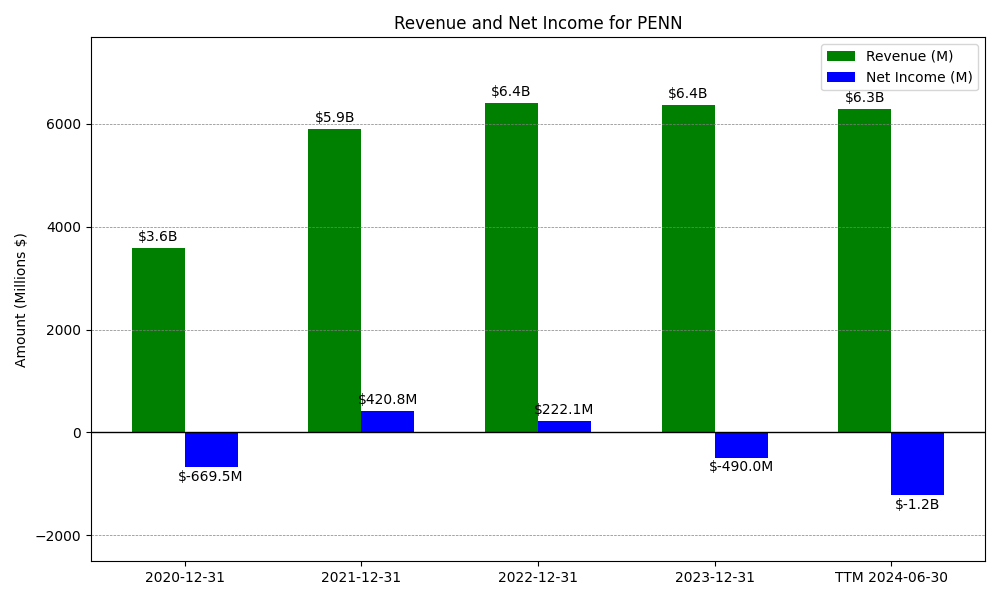 Revenue and Net Income for PENN
Revenue (M)
Net Income (M)
Amount (Millions $)
6000
4000
2000
0
−2000
$3.6B
$5.9B
$6.4B
$6.4B
$6.3B
$-669.5M
$420.8M
$222.1M
$-490.0M
$-1.2B
2020-12-31
2021-12-31
2022-12-31
2023-12-31
TTM 2024-06-30